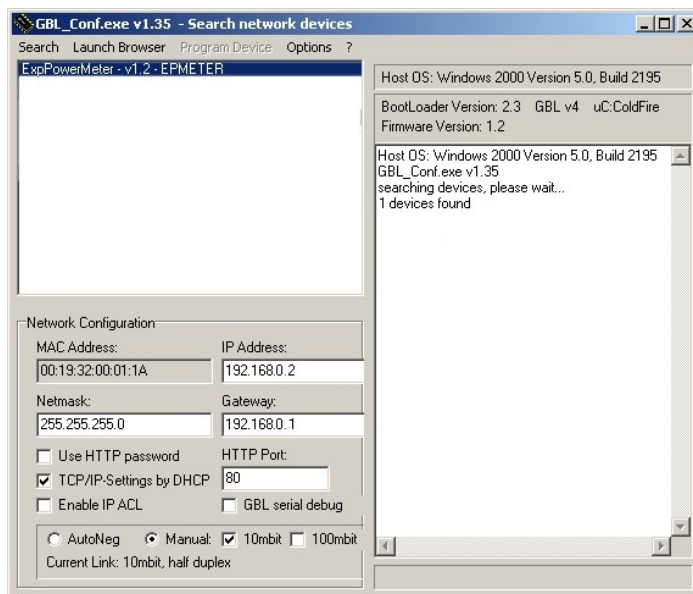 GBL_Conf.exe v1.35 - Search network devices
Search Launch Browser Program Device Options ?
ExpPowerMeter - v1.2 - EPMETER
Host OS: Windows 2000 Version 5.0, Build 2195
BootLoader Version: 2.3 GBL v4 uC:ColdFire
Firmware Version: 1.2
Host OS: Windows 2000 Version 5.0, Build 2195
GBL_Conf.exe v1.35
searching devices, please wait...
1 devices found
Network Configuration
MAC Address: IP Address:
00:19:32:00:01:1A 192.168.0.2
Netmask: Gateway:
255.255.255.0 192.168.0.1
Use HTTP password HTTP Port:
TCP/IP-Settings by DHCP 80
Enable IP ACL GBL serial debug
AutoNeg Manual: 10mbit 100mbit
Current Link: 10mbit, half duplex